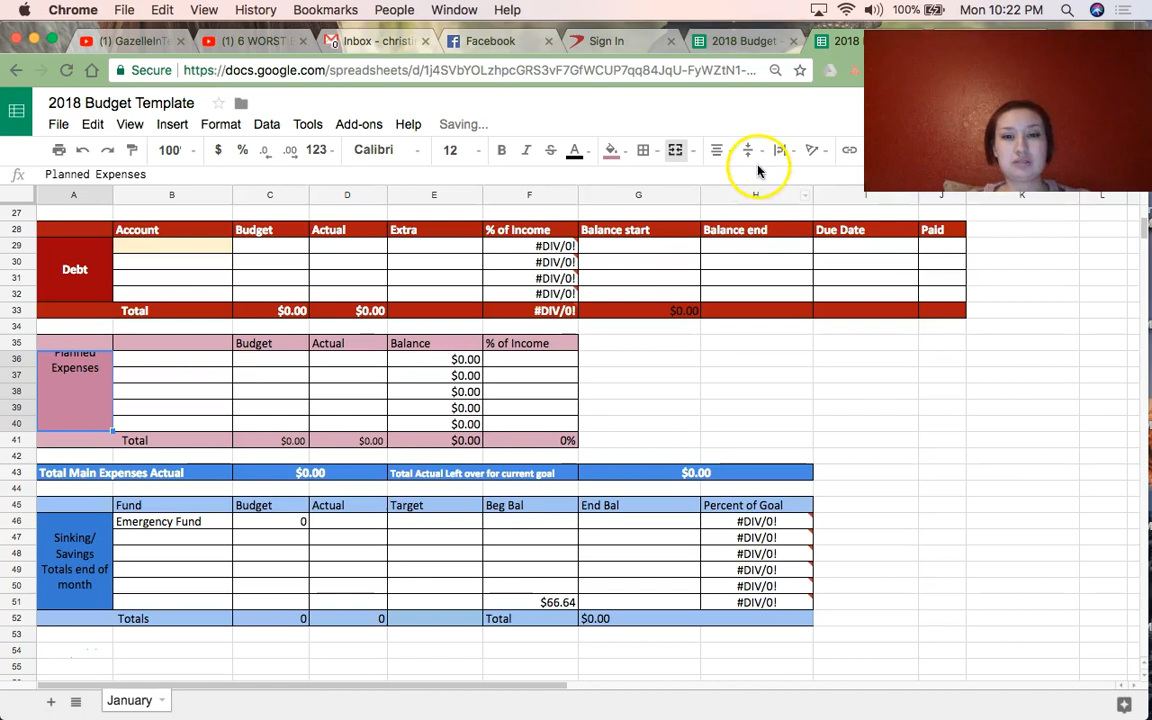 Chrome File Edit View History Bookmarks People Window Help 100% Mon 10:22 PM
(1) GazelleInTe (1) 6 WORST E Inbox - christi Facebook Sign In 2018 Budget - 2018
Secure https://docs.google.com/spreadsheets/d/1j4SVbYOLzhpcGRS3vF7GfWCUP7qq84JqU-FyWZtN1-...
2018 Budget Template
File Edit View Insert Format Data Tools Add-ons Help Saving...
100% $ % .0 .00 123 Calibri 12 B I S A
fx Planned Expenses
A B C D E F G H I J K L
27
28 Account Budget Actual Extra % of Income Balance start Balance end Due Date Paid
29 #DIV/0!
Debt
30 #DIV/0!
31 #DIV/0!
32 #DIV/0!
33 Total $0.00 $0.00 #DIV/0! $0.00
34
35 Budget Actual Balance % of Income
36 Planned $0.00
37 Expenses $0.00
38 $0.00
39 $0.00
40 $0.00
41 Total $0.00 $0.00 $0.00 0%
42
43 Total Main Expenses Actual $0.00 Total Actual Left over for current goal $0.00
44
45 Fund Budget Actual Target Beg Bal End Bal Percent of Goal
46 Emergency Fund 0 #DIV/0!
47 Sinking/ #DIV/0!
48 Savings #DIV/0!
49 Totals end of #DIV/0!
50 month #DIV/0!
51 $66.64 #DIV/0!
52 Totals 0 0 Total $0.00
53
54
55
January